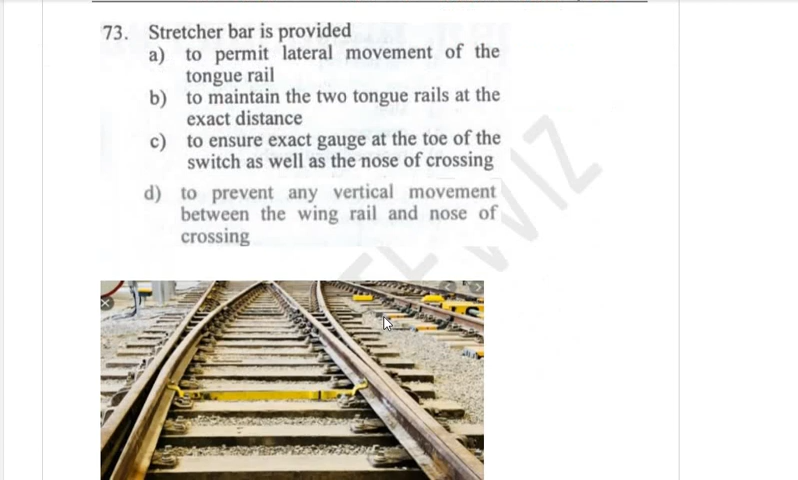 73. Stretcher bar is provided
a) to permit lateral movement of the
tongue rail
b) to maintain the two tongue rails at the
exact distance
c) to ensure exact gauge at the toe of the
switch as well as the nose of crossing
d) to prevent any vertical movement
between the wing rail and nose of
crossing